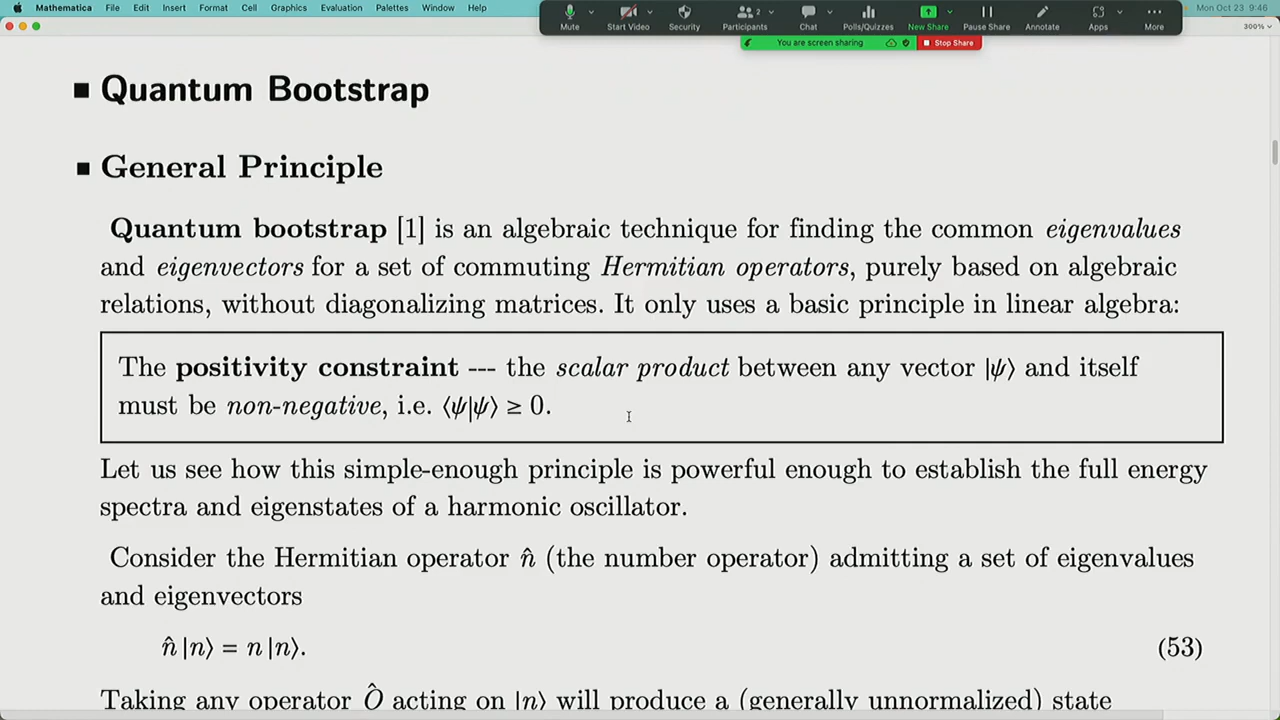 Mathematica File Edit Insert Format Cell Graphics Evaluation Palettes Window Help Mon Oct 23 9:46
Mute Start Video Security Participants 2 Chat Polls/Quizzes New Share Pause Share Annotate Apps More
You are screen sharing Stop Share
300%
■ Quantum Bootstrap
■ General Principle
Quantum bootstrap [1] is an algebraic technique for finding the common eigenvalues
and eigenvectors for a set of commuting Hermitian operators, purely based on algebraic
relations, without diagonalizing matrices. It only uses a basic principle in linear algebra:
The positivity constraint --- the scalar product between any vector |ψ⟩ and itself
must be non-negative, i.e. ⟨ψ|ψ⟩ ≥ 0.
Let us see how this simple-enough principle is powerful enough to establish the full energy
spectra and eigenstates of a harmonic oscillator.
Consider the Hermitian operator n̂ (the number operator) admitting a set of eigenvalues
and eigenvectors
n̂ |n⟩ = n |n⟩. (53)
Taking any operator Ô acting on |n⟩ will produce a (generally unnormalized) state